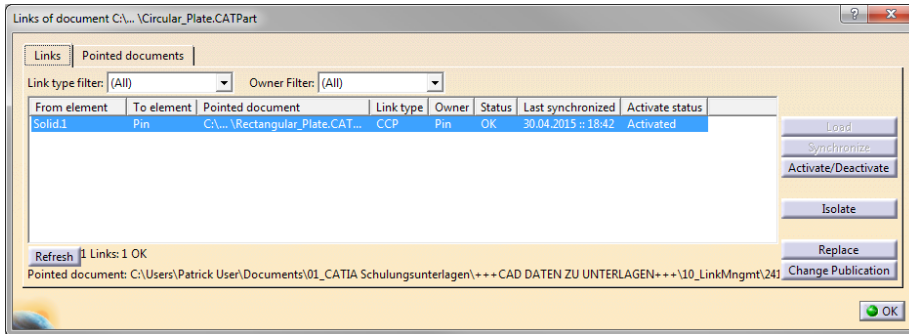 Links of document C:\... \Circular_Plate.CATPart
Links Pointed documents
Link type filter: (All) Owner Filter: (All)
From element To element Pointed document Link type Owner Status Last synchronized Activate status
Solid.1 Pin C:\... \Rectangular_Plate.CAT... CCP Pin OK 30.04.2015 :: 18:42 Activated
Load
Synchronize
Activate/Deactivate
Isolate
Replace
Refresh 1 Links: 1 OK
Pointed document: C:\Users\Patrick User\Documents\01_CATIA Schulungsunterlagen\+++CAD DATEN ZU UNTERLAGEN+++\10_LinkMngmt\241 Change Publication
OK